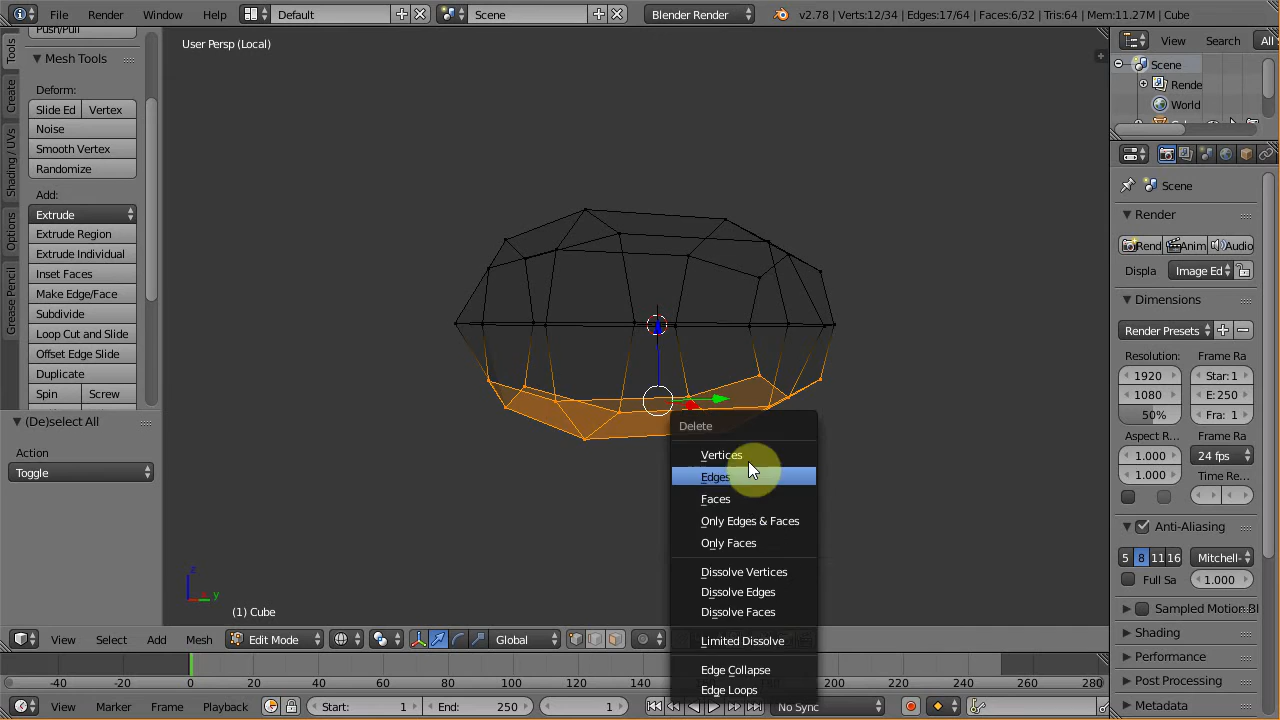 File Render Window Help Default Scene Blender Render v2.78 | Verts:12/34 | Edges:17/64 | Faces:6/32 | Tris:64 | Mem:11.27M | Cube
Push/Pull
Mesh Tools
Deform:
Slide Ed Vertex
Noise
Smooth Vertex
Randomize
Add:
Extrude
Extrude Region
Extrude Individual
Inset Faces
Make Edge/Face
Subdivide
Loop Cut and Slide
Offset Edge Slide
Duplicate
Spin Screw
Tools
Create
Shading / UVs
Options
Grease Pencil
(De)select All
Action
Toggle
User Persp (Local)
Delete
Vertices
Edges
Faces
Only Edges & Faces
Only Faces
Dissolve Vertices
Dissolve Edges
Dissolve Faces
Limited Dissolve
Edge Collapse
Edge Loops
z
y
(1) Cube
View Select Add Mesh Edit Mode Global
-40 -20 0 20 40 60 80 100 120 140 160 180 200 220 240 260 280
View Marker Frame Playback Start: 1 End: 250 1 No Sync
View Search All
Scene
Rende
World
Scene
Render
Rend Anim Audio
Displa Image Ed
Dimensions
Render Presets
Resolution: Frame Ra
1920 Star: 1
1080 E: 250
50% Fra: 1
Aspect R... Frame Rat
1.000 24 fps
1.000 Time Re...
Anti-Aliasing
5 8 11 16 Mitchell-
Full Sa 1.000
Sampled Motion Bl
Shading
Performance
Post Processing
Metadata